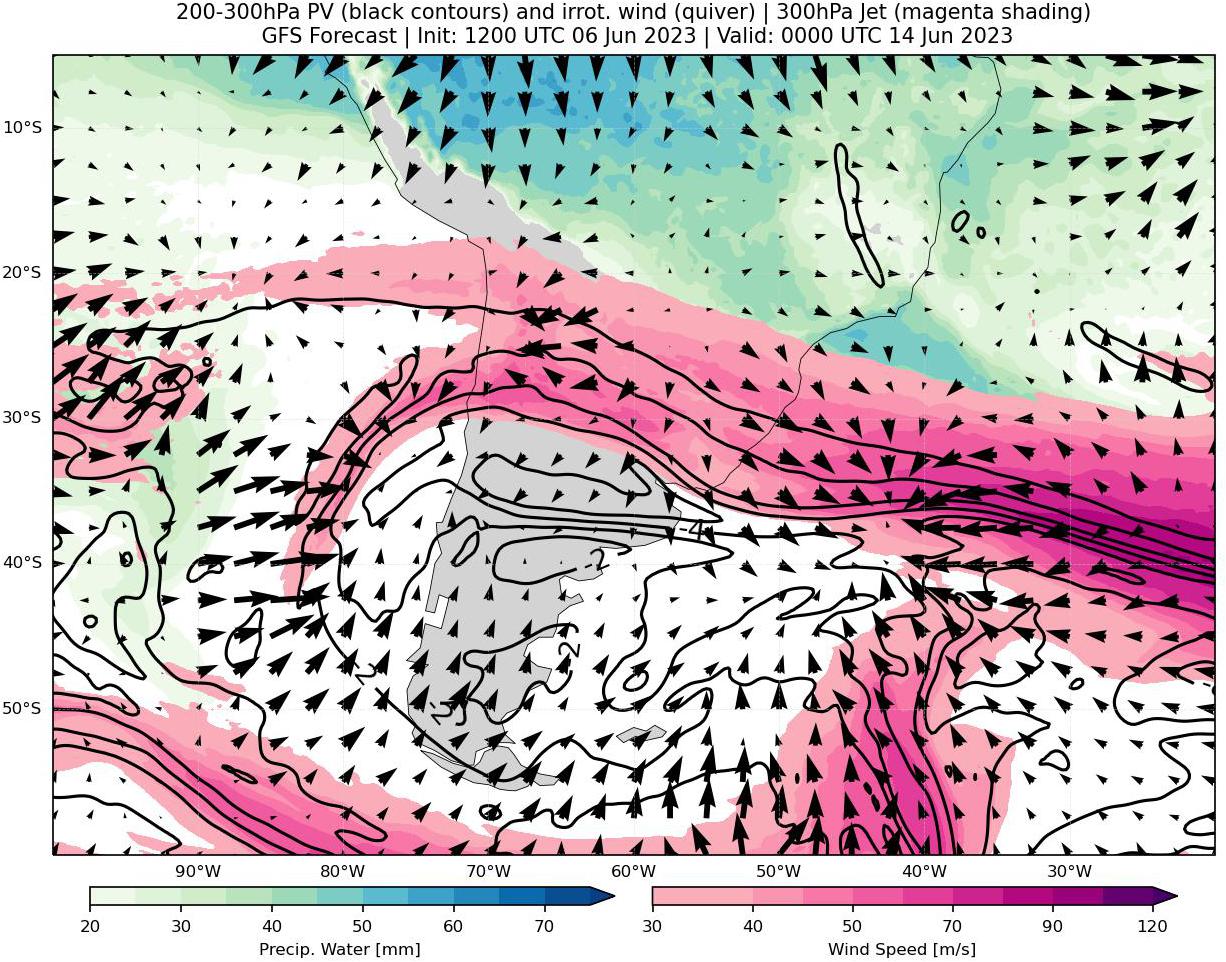 200-300hPa PV (black contours) and irrot. wind (quiver) | 300hPa Jet (magenta shading)
GFS Forecast | Init: 1200 UTC 06 Jun 2023 | Valid: 0000 UTC 14 Jun 2023
10°S
20°S
30°S
40°S
50°S
-4
-2
-2
-2
90°W 80°W 70°W 60°W 50°W 40°W 30°W
20 30 40 50 60 70
30 40 50 70 90 120
Precip. Water [mm]
Wind Speed [m/s]